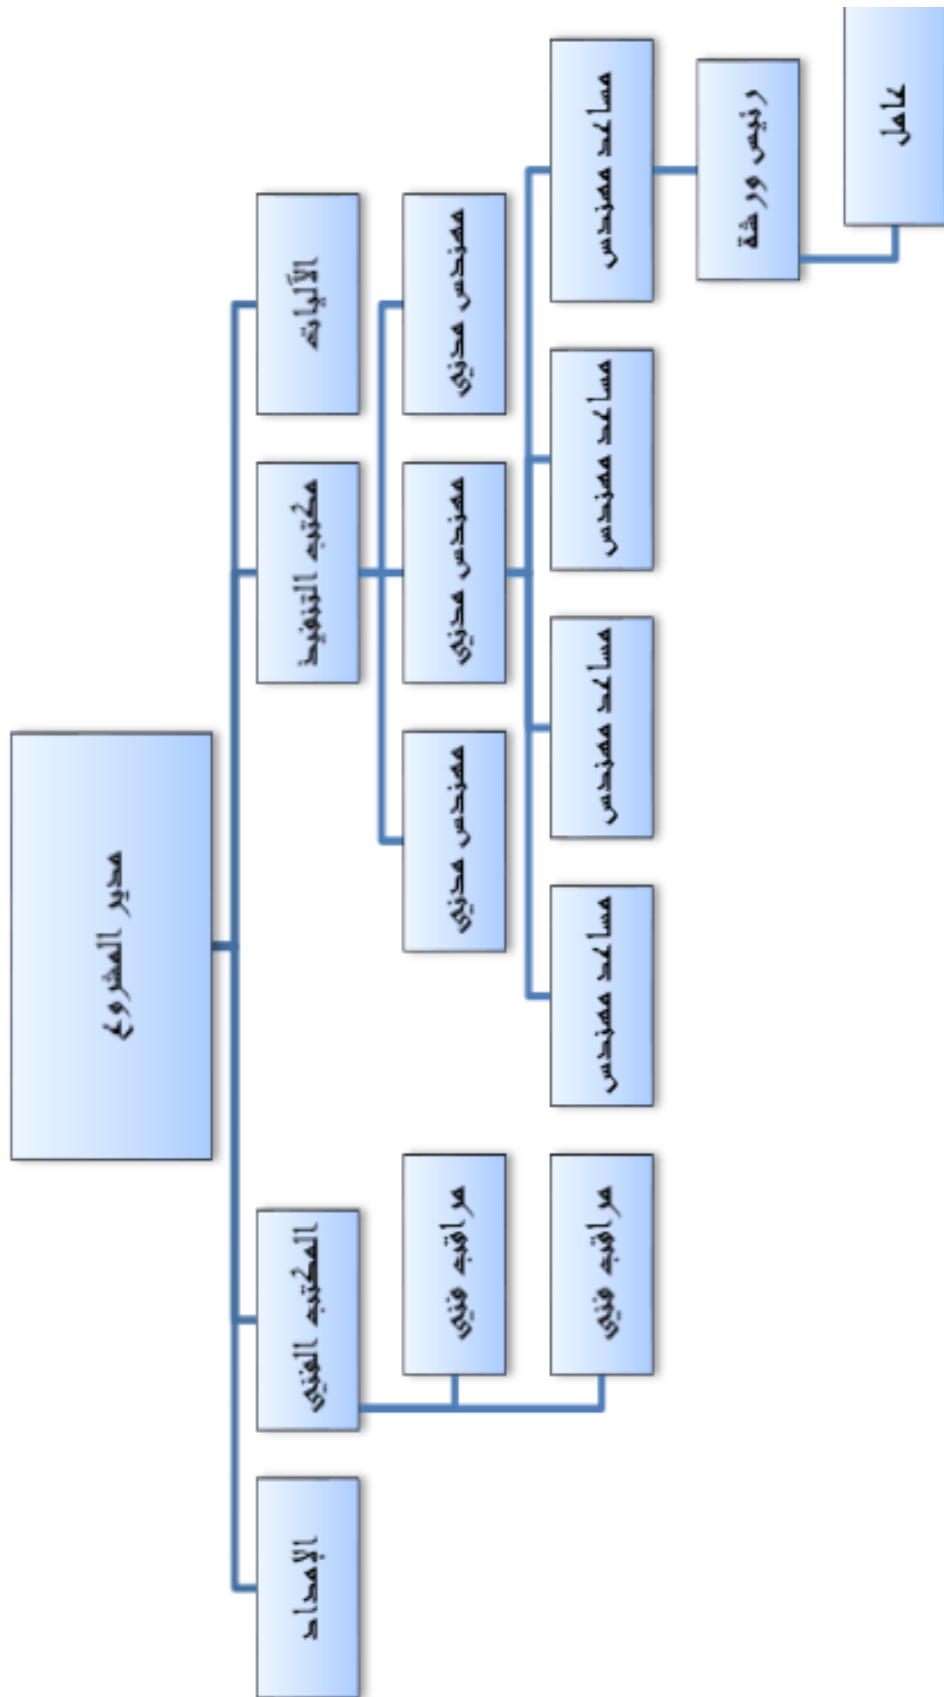 مدير المشروع
الآليات
مكتب التنفيذ
المكتب الفني
الإمداد
مهندس مدني
مهندس مدني
مهندس مدني
مراقب فني
مراقب فني
مساعد مهندس
مساعد مهندس
مساعد مهندس
مساعد مهندس
رئيس ورشة
عامل